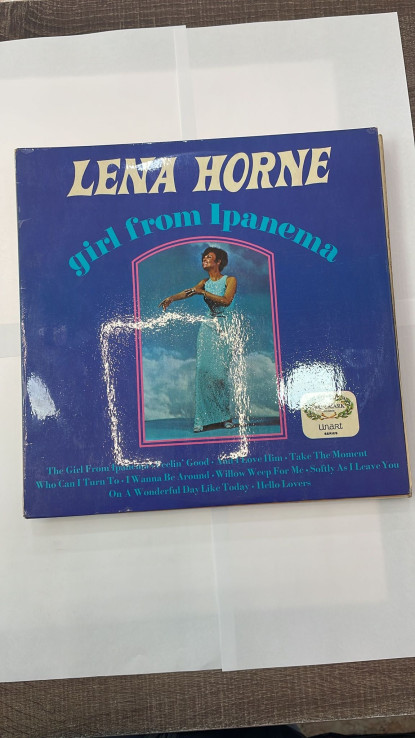 LENA HORNE
girl from Ipanema
unart
The Girl From Ipanema • Feelin' Good • And I Love Him • Take The Moment
Who Can I Turn To • I Wanna Be Around • Willow Weep For Me • Softly As I Leave You
On A Wonderful Day Like Today • Hello Lovers